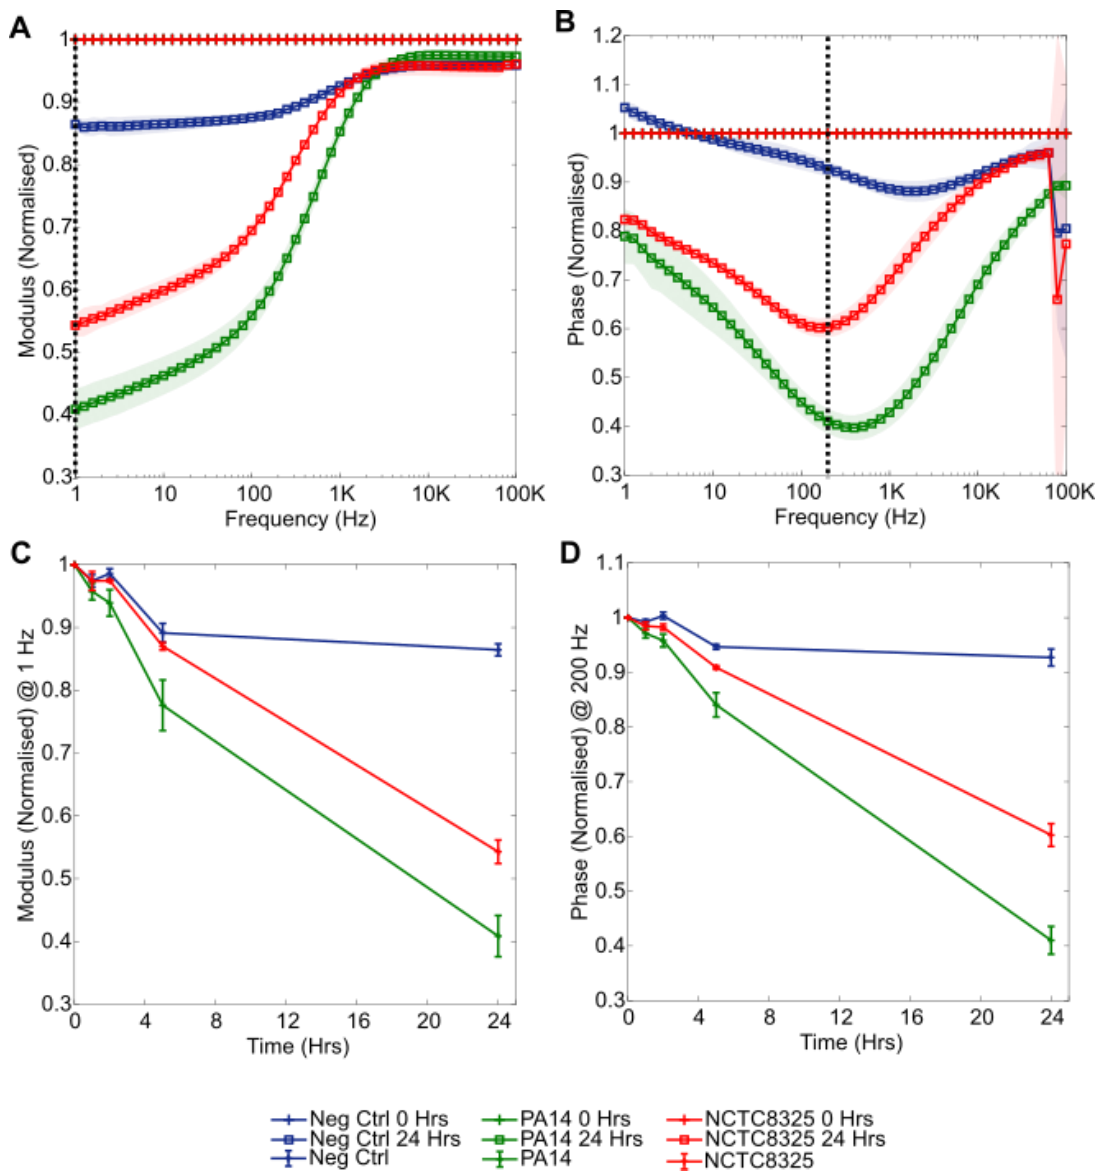 A
1
0.9
0.8
0.7
0.6
0.5
0.4
0.3
Modulus (Normalised)
1 10 100 1K 10K 100K
Frequency (Hz)
B
1.2
1.1
1
0.9
0.8
0.7
0.6
0.5
0.4
0.3
Phase (Normalised)
1 10 100 1K 10K 100K
Frequency (Hz)
C
1
0.9
0.8
0.7
0.6
0.5
0.4
0.3
Modulus (Normalised) @ 1 Hz
0 4 8 12 16 20 24
Time (Hrs)
D
1.1
1
0.9
0.8
0.7
0.6
0.5
0.4
0.3
Phase (Normalised) @ 200 Hz
0 4 8 12 16 20 24
Time (Hrs)
Neg Ctrl 0 Hrs PA14 0 Hrs NCTC8325 0 Hrs
Neg Ctrl 24 Hrs PA14 24 Hrs NCTC8325 24 Hrs
Neg Ctrl PA14 NCTC8325